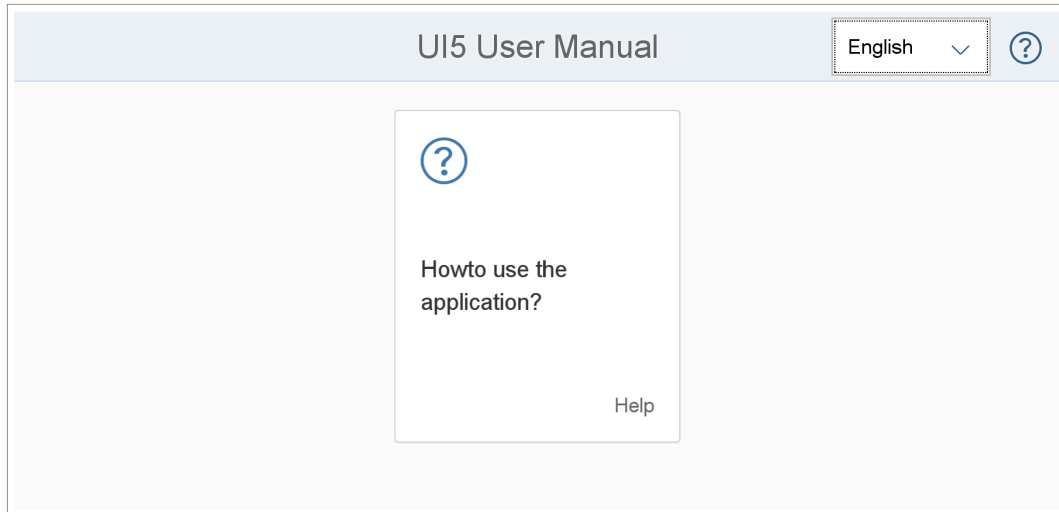 UI5 User Manual
English
Howto use the
application?
Help